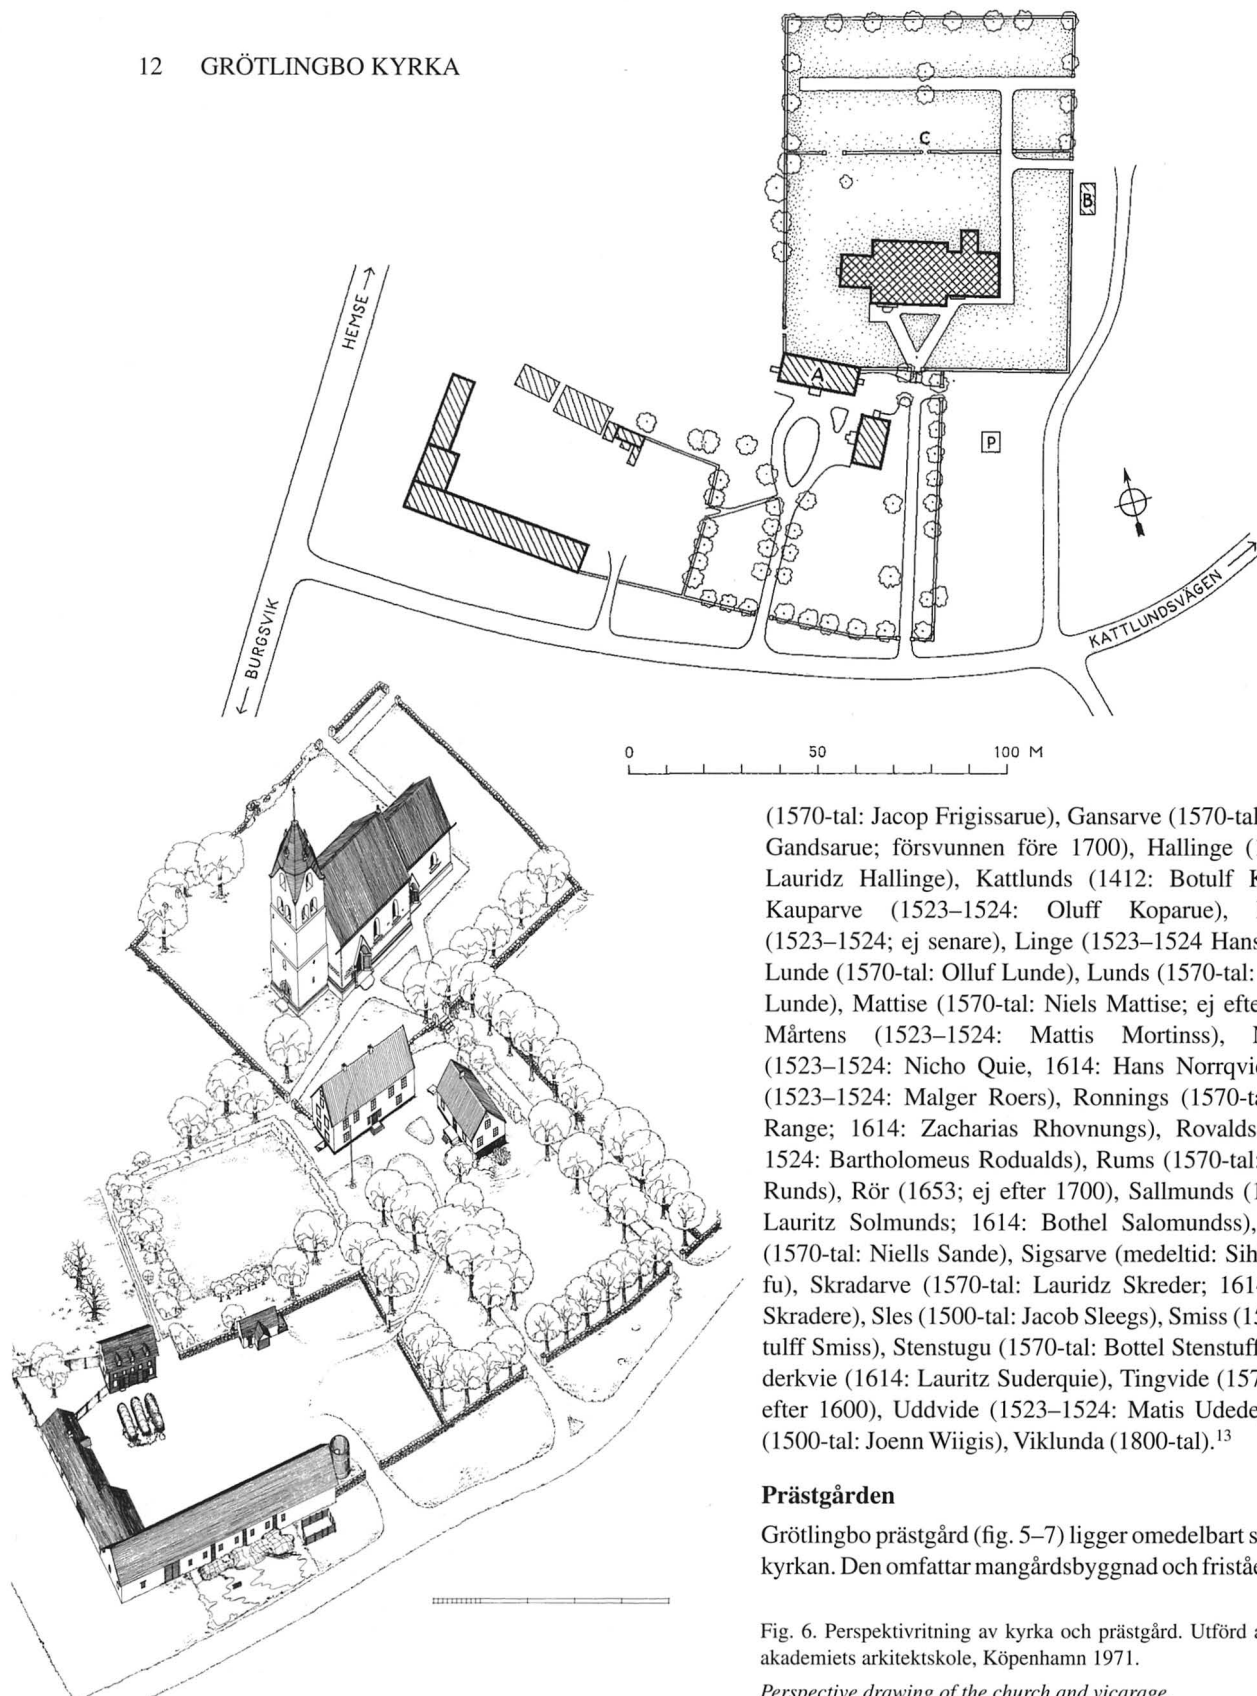 12 GRÖTLINGBO KYRKA
C
B
HEMSE
A
P
BURGSVIK
KATTLUNDSVÄGEN
0 50 100 M
(1570-tal: Jacop Frigissarue), Gansarve (1570-tal
Gandsarue; försvunnen före 1700), Hallinge (1
Lauridz Hallinge), Kattlunds (1412: Botulf K
Kauparve (1523–1524: Oluff Koparue),
(1523–1524; ej senare), Linge (1523–1524 Hans
Lunde (1570-tal: Olluf Lunde), Lunds (1570-tal:
Lunde), Mattise (1570-tal: Niels Mattise; ej efte
Mårtens (1523–1524: Mattis Mortinss), N
(1523–1524: Nicho Quie, 1614: Hans Norrqvi
(1523–1524: Malger Roers), Ronnings (1570-ta
Range; 1614: Zacharias Rhovnungs), Rovalds
1524: Bartholomeus Rodualds), Rums (1570-tal:
Runds), Rör (1653; ej efter 1700), Sallmunds (1
Lauritz Solmunds; 1614: Bothel Salomundss),
(1570-tal: Niells Sande), Sigsarve (medeltid: Sih
fu), Skradarve (1570-tal: Lauridz Skreder; 161
Skradere), Sles (1500-tal: Jacob Sleegs), Smiss (15
tulff Smiss), Stenstugu (1570-tal: Bottel Stenstuff
derkvie (1614: Lauritz Suderquie), Tingvide (157
efter 1600), Uddvide (1523–1524: Matis Udede
(1500-tal: Joenn Wiigis), Viklunda (1800-tal).¹³
Prästgården
Grötlingbo prästgård (fig. 5–7) ligger omedelbart s
kyrkan. Den omfattar mangårdsbyggnad och friståe
Fig. 6. Perspektivritning av kyrka och prästgård. Utförd a
akademiets arkitektskole, Köpenhamn 1971.
Perspective drawing of the church and vicarage